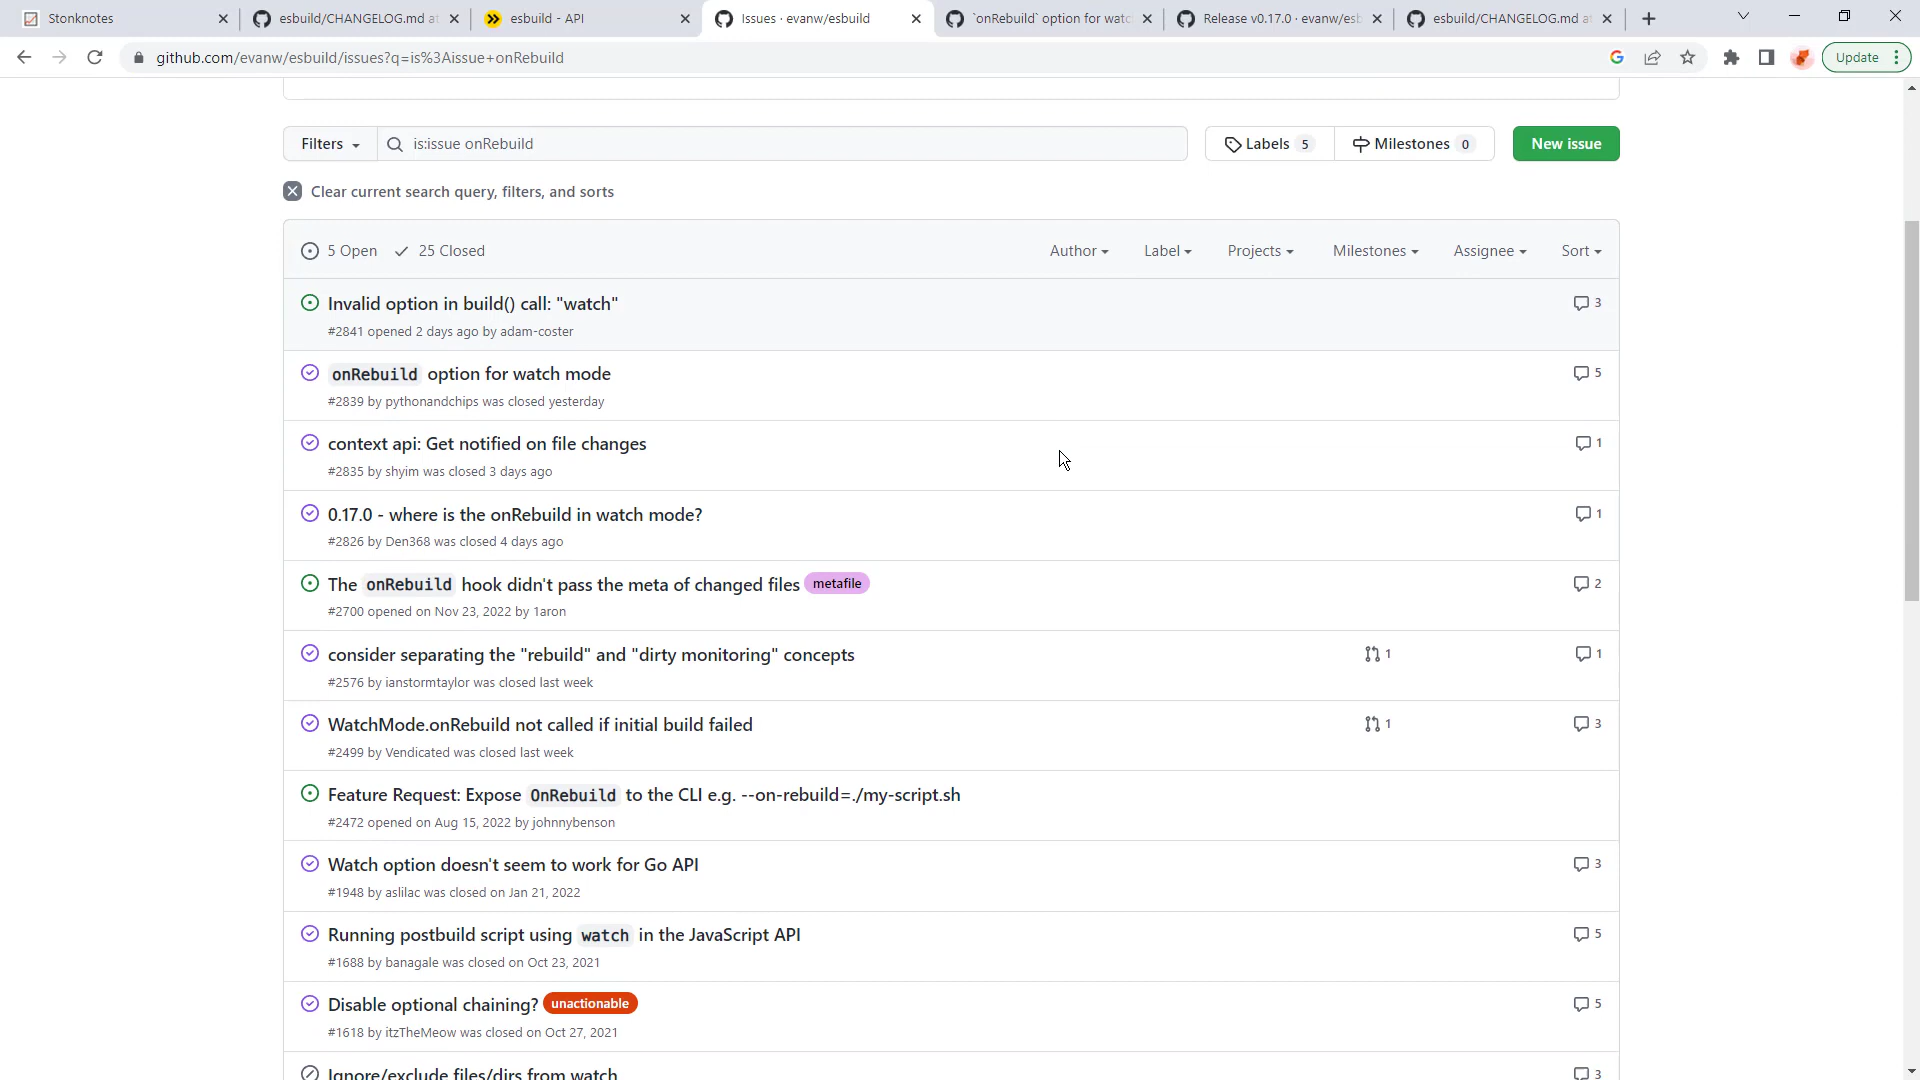 Stonknotes
esbuild/CHANGELOG.md at
esbuild - API
Issues · evanw/esbuild
`onRebuild` option for watc
Release v0.17.0 · evanw/esb
esbuild/CHANGELOG.md at
github.com/evanw/esbuild/issues?q=is%3Aissue+onRebuild
Update
Filters
is:issue onRebuild
Labels 5
Milestones 0
New issue
Clear current search query, filters, and sorts
5 Open
25 Closed
Author
Label
Projects
Milestones
Assignee
Sort
Invalid option in build() call: "watch"
3
#2841 opened 2 days ago by adam-coster
onRebuild option for watch mode
5
#2839 by pythonandchips was closed yesterday
context api: Get notified on file changes
1
#2835 by shyim was closed 3 days ago
0.17.0 - where is the onRebuild in watch mode?
1
#2826 by Den368 was closed 4 days ago
The onRebuild hook didn't pass the meta of changed files metafile
2
#2700 opened on Nov 23, 2022 by 1aron
consider separating the "rebuild" and "dirty monitoring" concepts
1
1
#2576 by ianstormtaylor was closed last week
WatchMode.onRebuild not called if initial build failed
1
3
#2499 by Vendicated was closed last week
Feature Request: Expose OnRebuild to the CLI e.g. --on-rebuild=./my-script.sh
#2472 opened on Aug 15, 2022 by johnnybenson
Watch option doesn't seem to work for Go API
3
#1948 by aslilac was closed on Jan 21, 2022
Running postbuild script using watch in the JavaScript API
5
#1688 by banagale was closed on Oct 23, 2021
Disable optional chaining? unactionable
5
#1618 by itzTheMeow was closed on Oct 27, 2021
Ignore/exclude files/dirs from watch
3